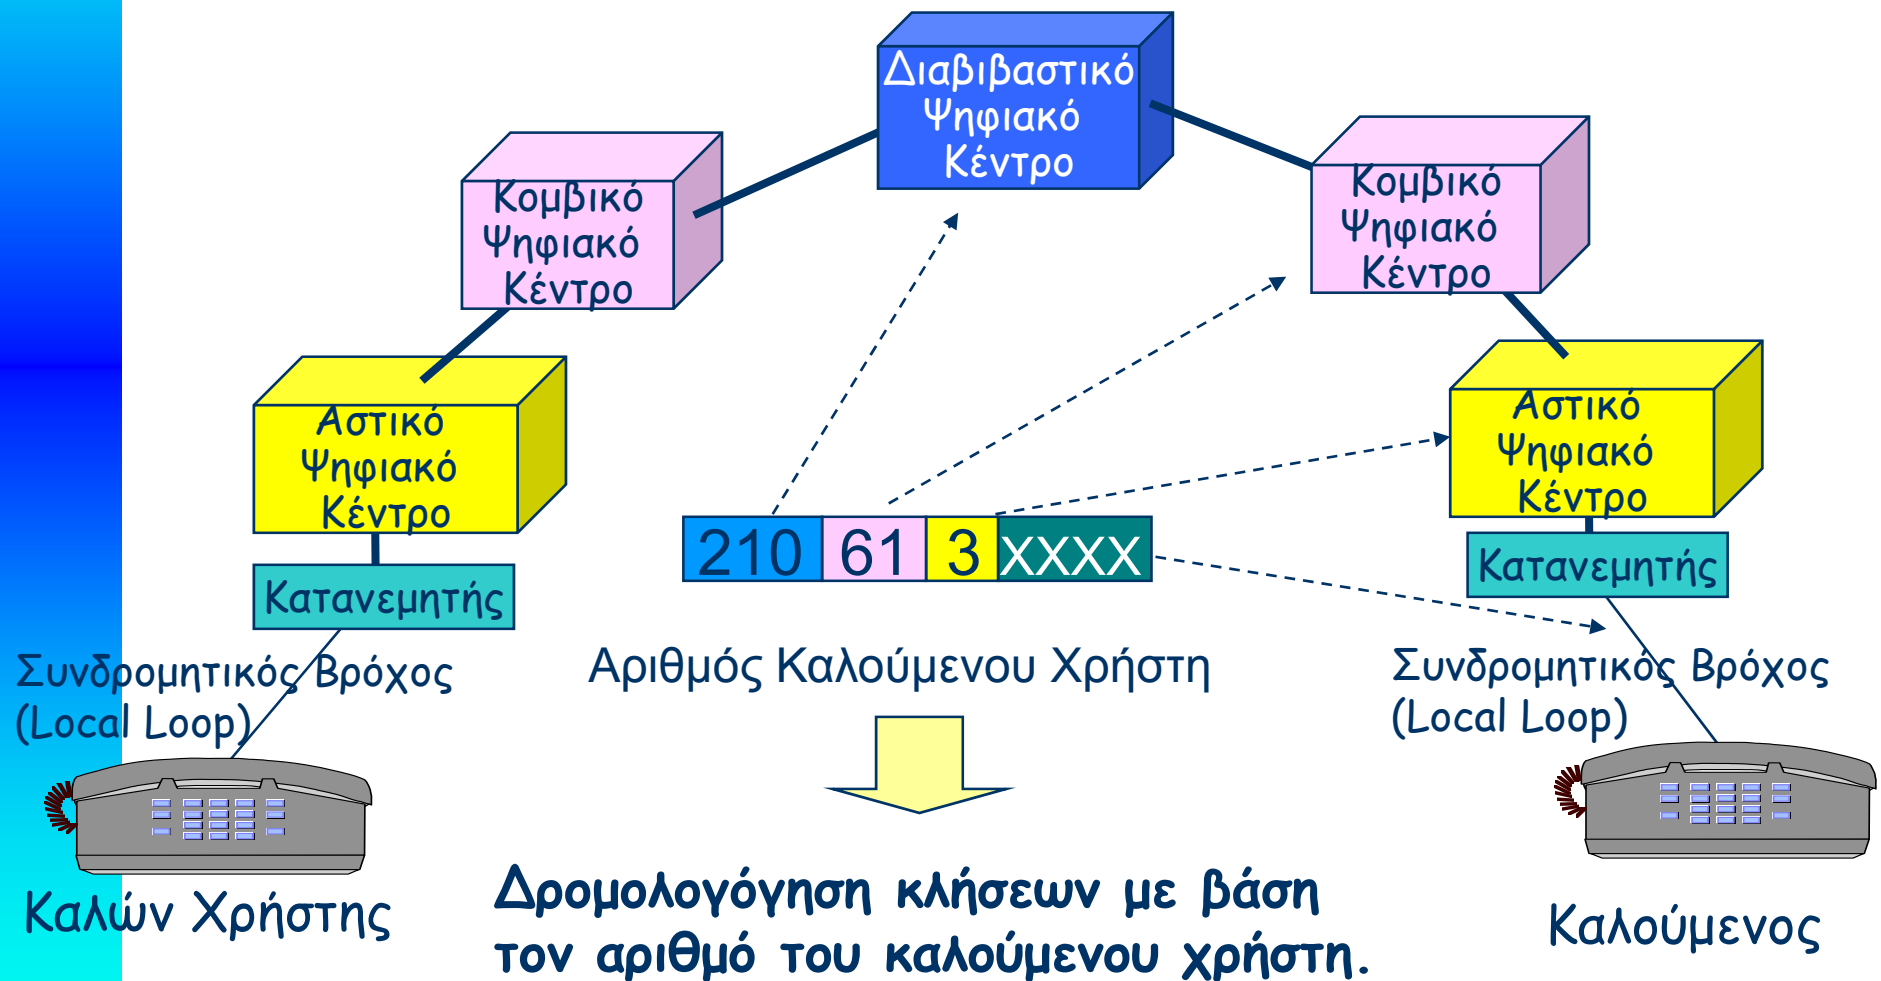 Διαβιβαστικό
Ψηφιακό
Κέντρο
Κομβικό
Ψηφιακό
Κέντρο
Κομβικό
Ψηφιακό
Κέντρο
Αστικό
Ψηφιακό
Κέντρο
Αστικό
Ψηφιακό
Κέντρο
210 61 3 XXXX
Κατανεμητής
Κατανεμητής
Συνδρομητικός Βρόχος
(Local Loop)
Αριθμός Καλούμενου Χρήστη
Συνδρομητικός Βρόχος
(Local Loop)
Καλών Χρήστης
Δρομολογόγηση κλήσεων με βάση
τον αριθμό του καλούμενου χρήστη.
Καλούμενος